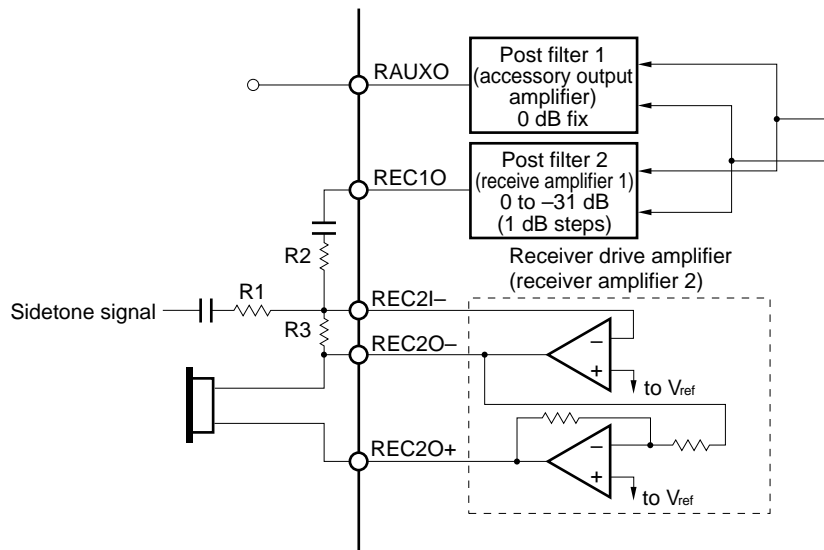 RAUXO
Post filter 1
(accessory output
amplifier)
0 dB fix
REC1O
Post filter 2
(receive amplifier 1)
0 to –31 dB
(1 dB steps)
R2
Receiver drive amplifier
(receiver amplifier 2)
Sidetone signal
R1
REC2I–
R3
REC2O–
–
+
to Vref
REC2O+
–
+
to Vref